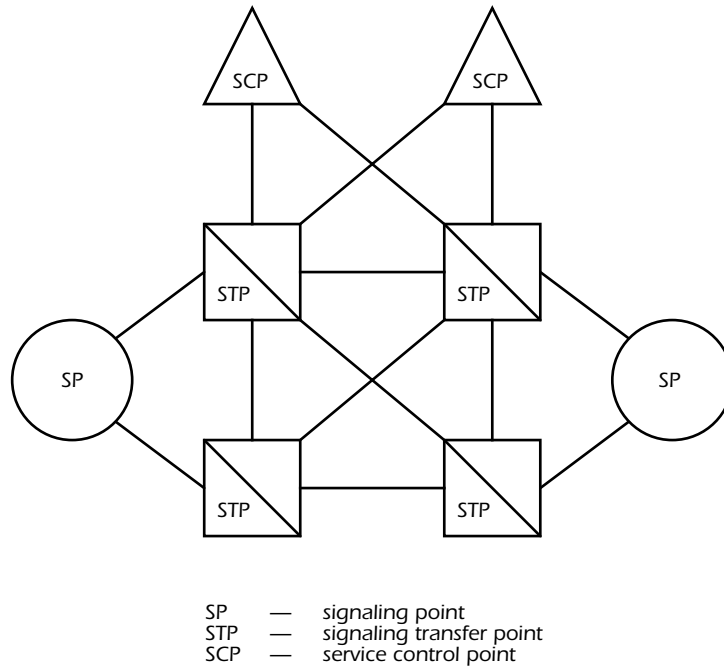 SCP
SCP
STP
STP
SP
SP
STP
STP
SP — signaling point
STP — signaling transfer point
SCP — service control point